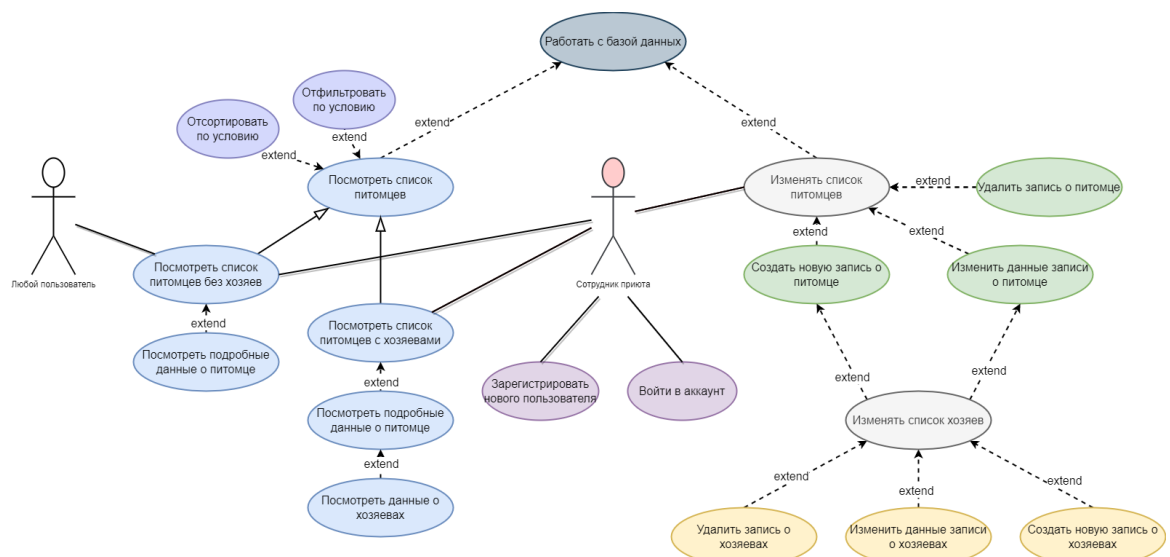 Работать с базой данных
Отфильтровать
по условию
Отсортировать
по условию
extend
extend
extend
extend
Посмотреть список
питомцев
Изменять список
питомцев
extend
Удалить запись о питомце
extend
extend
Любой пользователь
Посмотреть список
питомцев без хозяев
Сотрудник приюта
Создать новую запись о
питомце
Изменить данные записи
о питомце
extend
Посмотреть список
питомцев с хозяевами
Посмотреть подробные
данные о питомце
extend
Зарегистрировать
нового пользователя
Войти в аккаунт
extend
extend
Посмотреть подробные
данные о питомце
Изменять список хозяев
extend
extend
extend
extend
Посмотреть данные о
хозяевах
Удалить запись о
хозяевах
Изменить данные записи
о хозяевах
Создать новую запись о
хозяевах